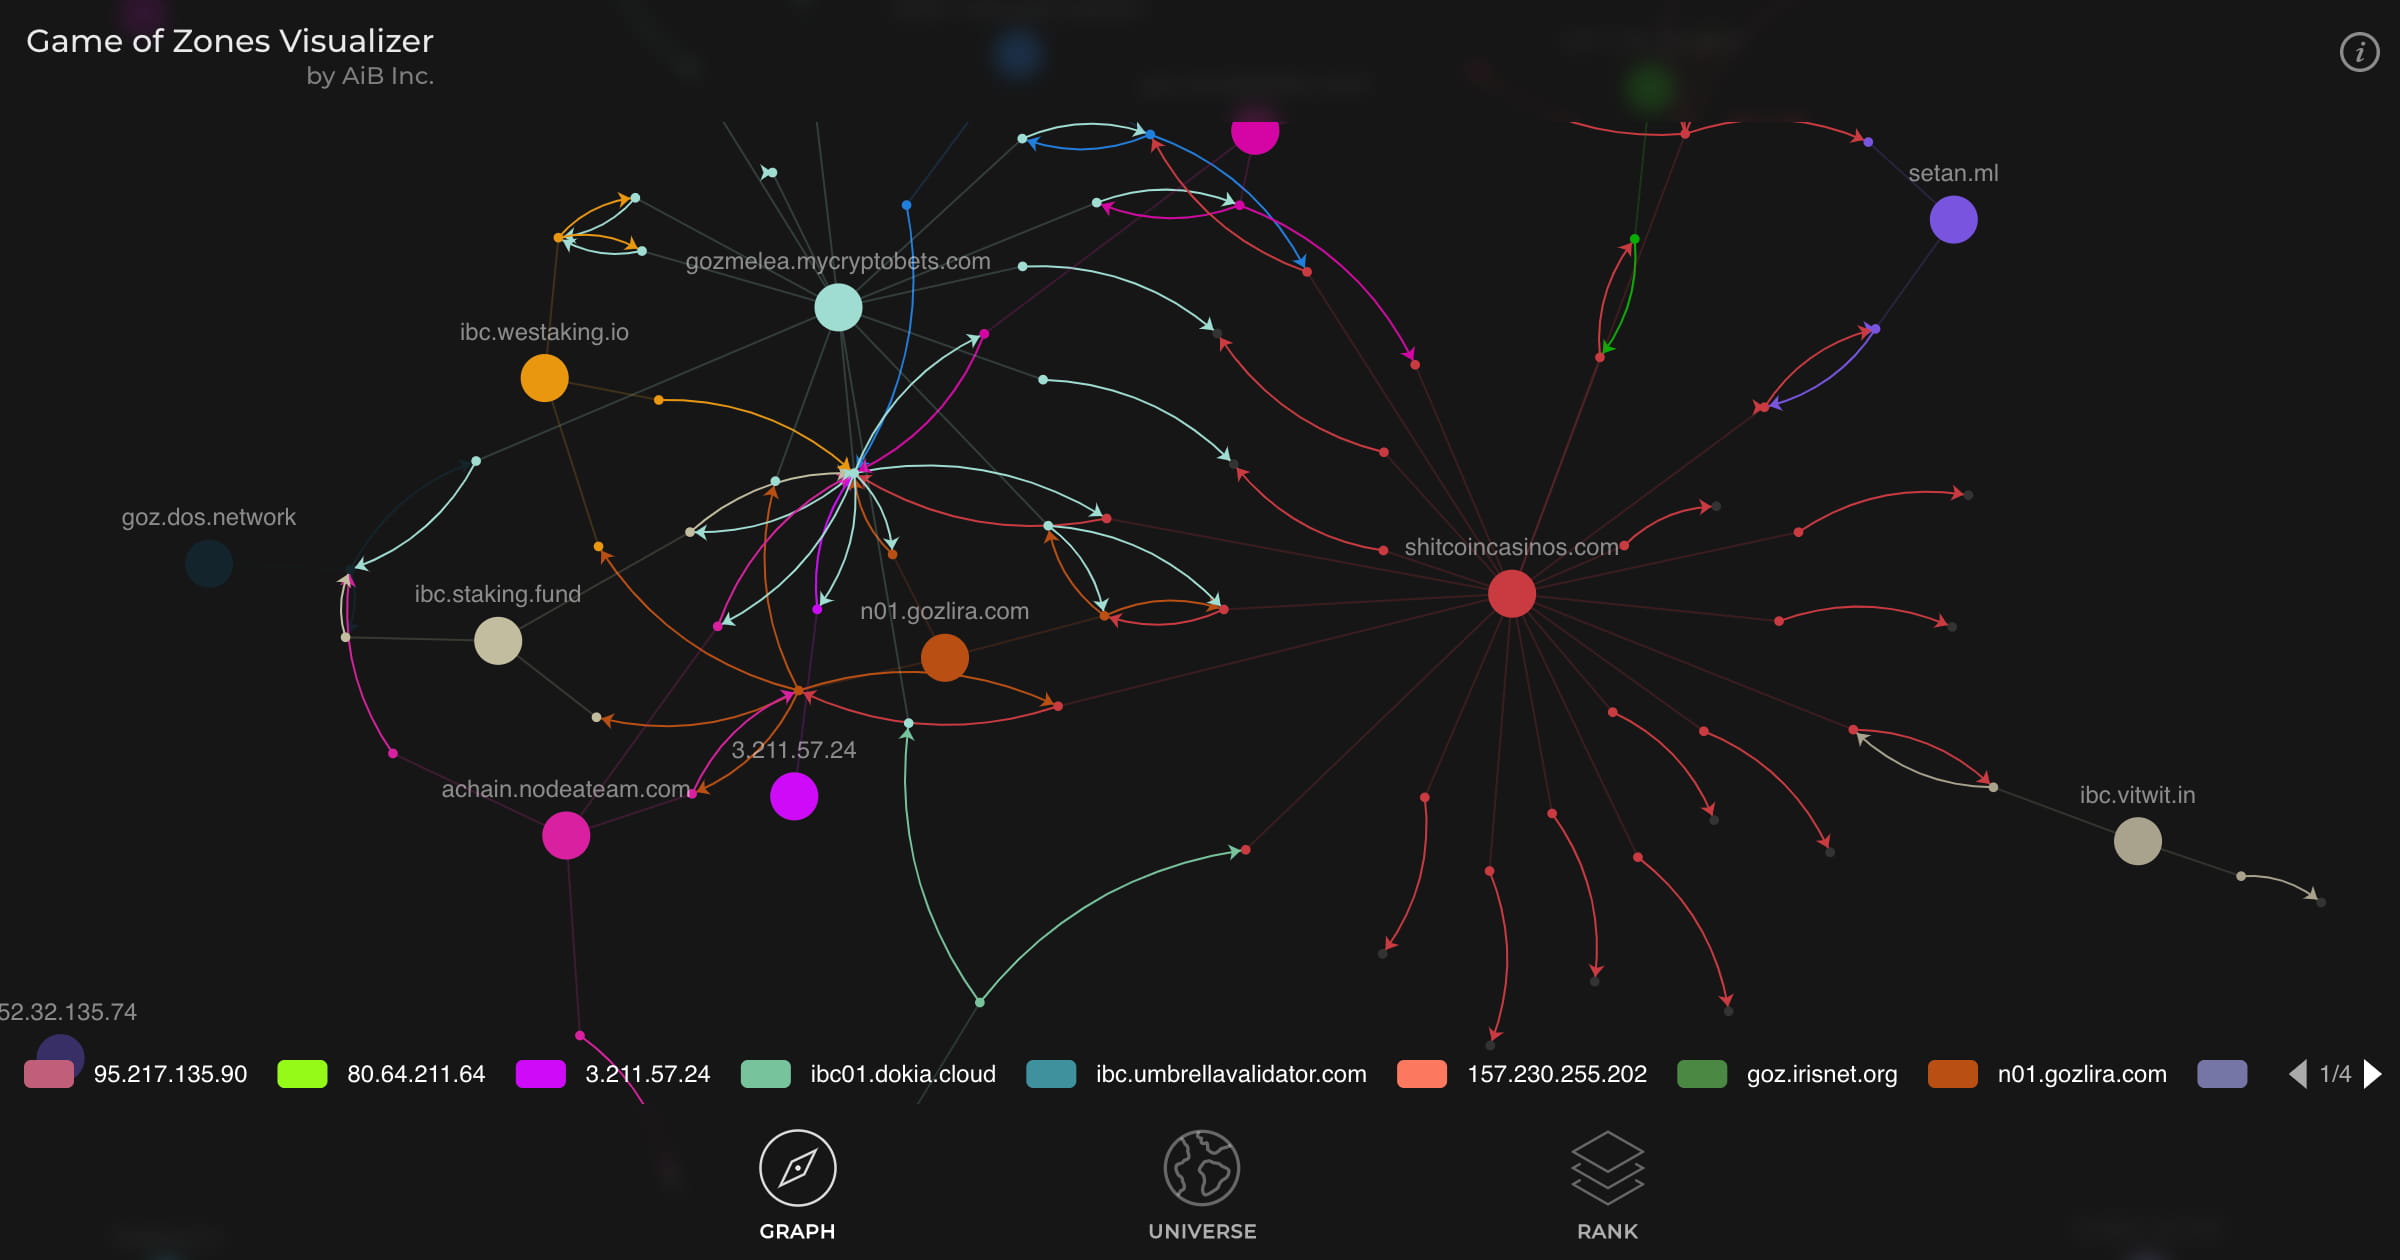 Game of Zones Visualizer
by AiB Inc.
i
setan.ml
gozmelea.mycryptobets.com
ibc.westaking.io
goz.dos.network
shitcoincasinos.com
ibc.staking.fund
n01.gozlira.com
3.211.57.24
achain.nodeateam.com
ibc.vitwit.in
52.32.135.74
95.217.135.90 80.64.211.64 3.211.57.24 ibc01.dokia.cloud ibc.umbrellavalidator.com 157.230.255.202 goz.irisnet.org n01.gozlira.com 1/4
GRAPH UNIVERSE RANK